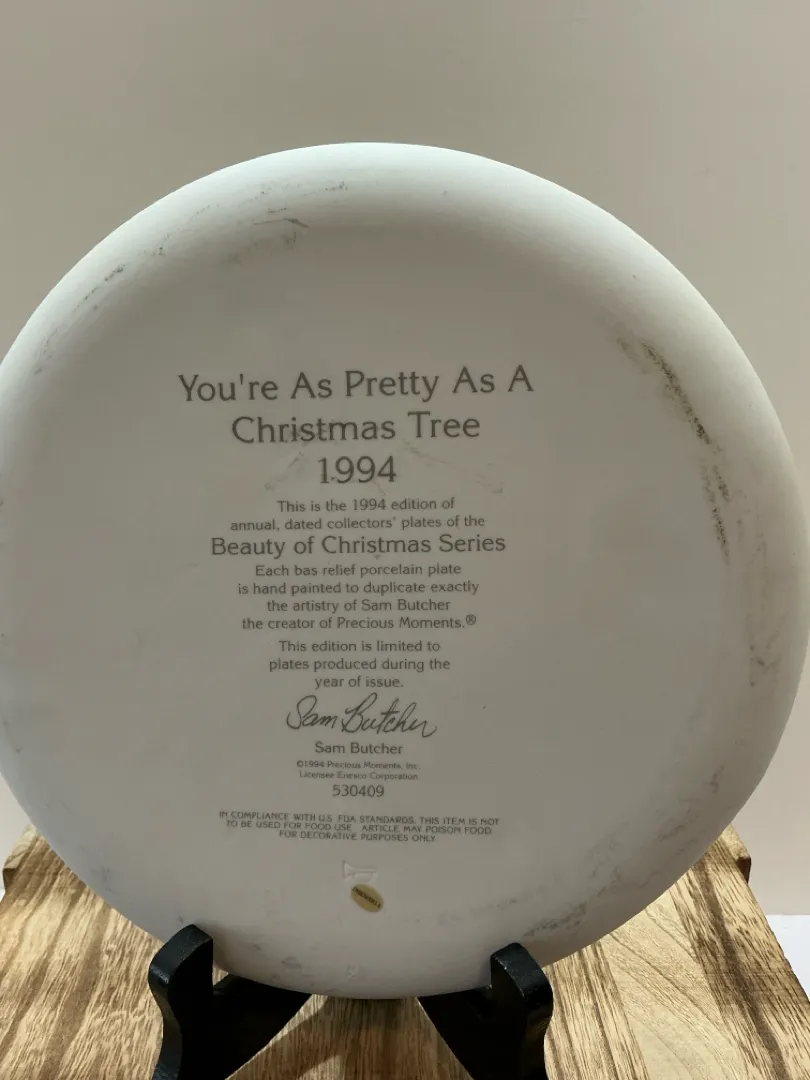 You're As Pretty As A
Christmas Tree
1994
This is the 1994 edition of
annual, dated collectors' plates of the
Beauty of Christmas Series
Each bas relief porcelain plate
is hand painted to duplicate exactly
the artistry of Sam Butcher
the creator of Precious Moments.®
This edition is limited to
plates produced during the
year of issue.
Sam Butcher
Sam Butcher
©1994 Precious Moments, Inc.
Licensee Enesco Corporation
530409
IN COMPLIANCE WITH U.S. FDA STANDARDS, THIS ITEM IS NOT
TO BE USED FOR FOOD USE. ARTICLE MAY POISON FOOD.
FOR DECORATIVE PURPOSES ONLY.